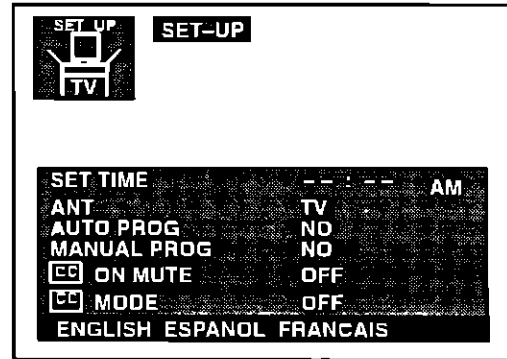 SET UP
TV
SET-UP
SET TIME --:-- AM
ANT TV
AUTO PROG NO
MANUAL PROG NO
CC ON MUTE OFF
CC MODE OFF
ENGLISH ESPANOL FRANCAIS